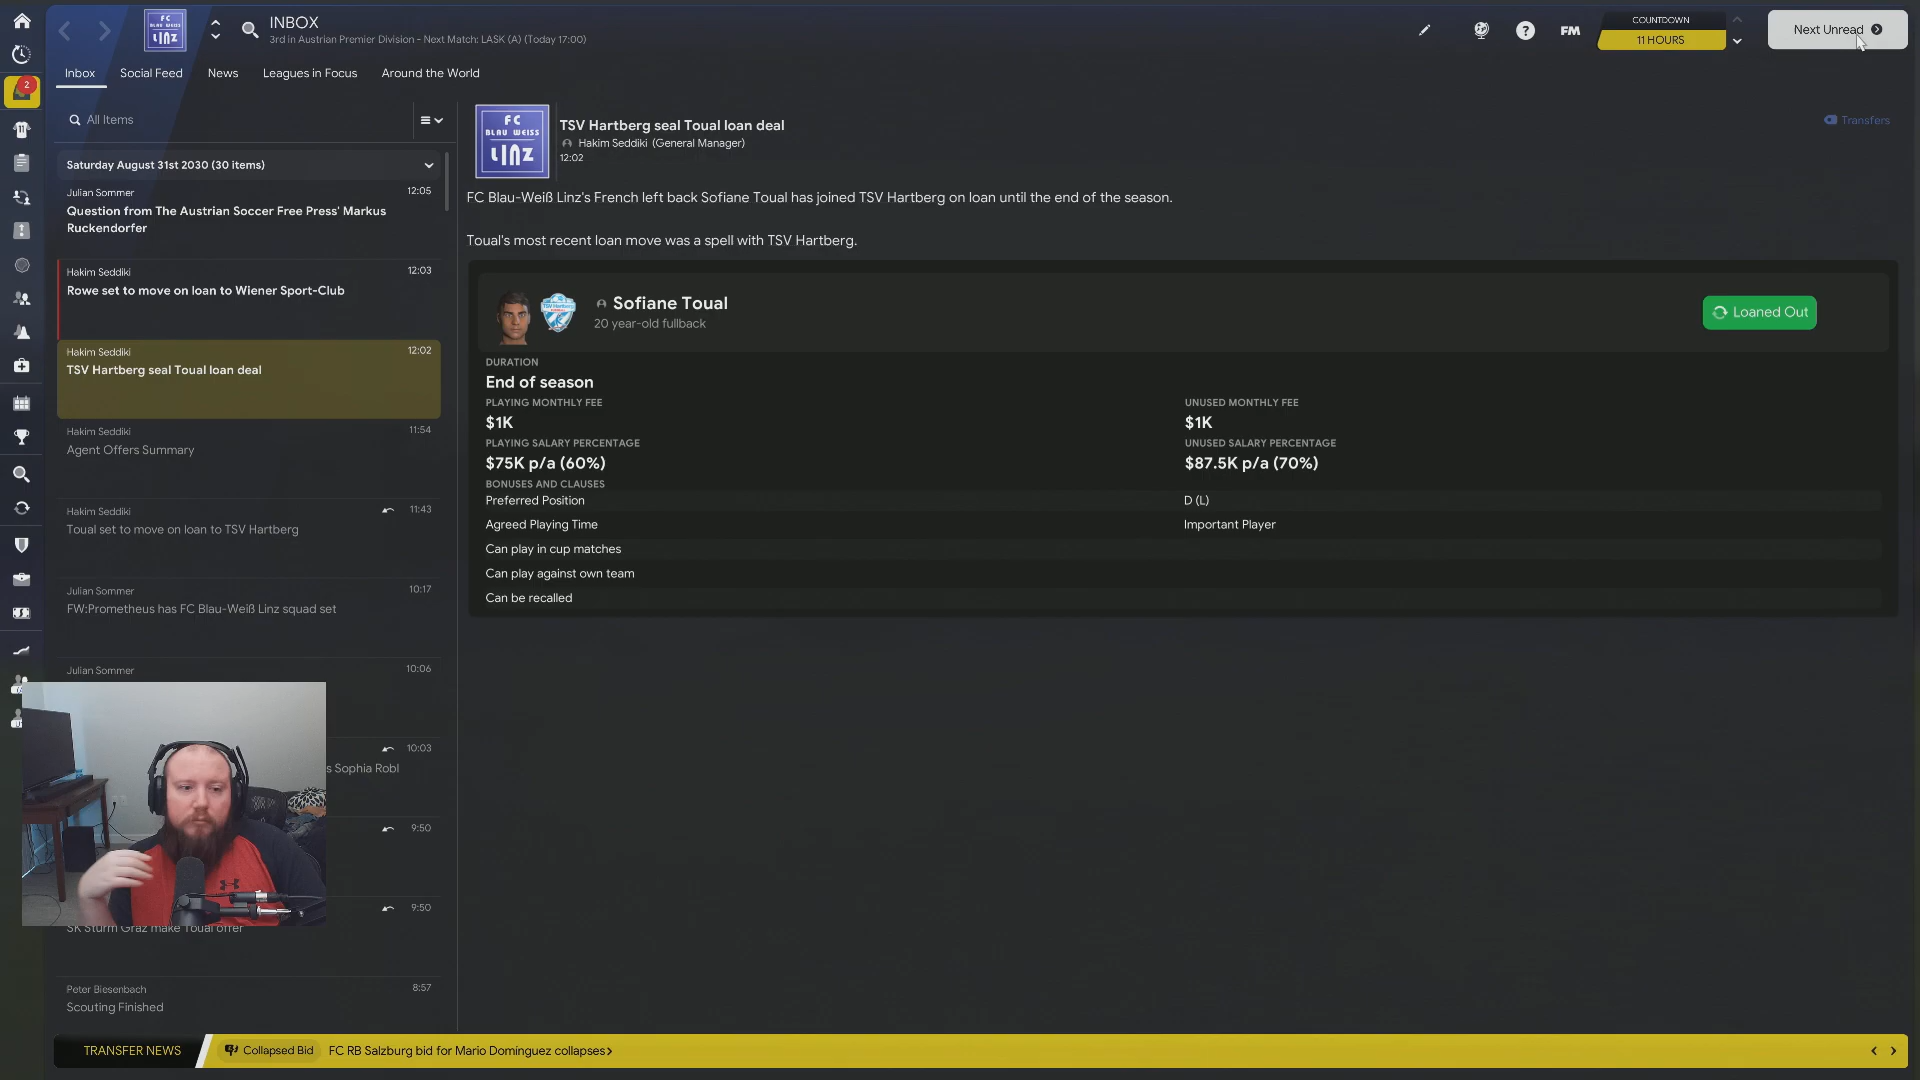 FC
BLAU WEISS
LINZ
INBOX
3rd in Austrian Premier Division - Next Match: LASK (A) (Today 17:00)
FM
COUNTDOWN
11 HOURS
Next Unread
2
Inbox
Social Feed
News
Leagues in Focus
Around the World
All Items
Saturday August 31st 2030 (30 items)
Julian Sommer
12:05
Question from The Austrian Soccer Free Press' Markus
Ruckendorfer
Hakim Seddiki
12:03
Rowe set to move on loan to Wiener Sport-Club
Hakim Seddiki
12:02
TSV Hartberg seal Toual loan deal
Hakim Seddiki
11:54
Agent Offers Summary
Hakim Seddiki
11:43
Toual set to move on loan to TSV Hartberg
Julian Sommer
10:17
FW:Prometheus has FC Blau-Weiß Linz squad set
Julian Sommer
10:06
10:03
s Sophia Robl
9:50
9:50
SK Sturm Graz make Toual offer
Peter Biesenbach
8:57
Scouting Finished
FC
BLAU WEISS
LINZ
TSV Hartberg seal Toual loan deal
Hakim Seddiki (General Manager)
12:02
Transfers
FC Blau-Weiß Linz's French left back Sofiane Toual has joined TSV Hartberg on loan until the end of the season.
Toual's most recent loan move was a spell with TSV Hartberg.
Sofiane Toual
20 year-old fullback
Loaned Out
DURATION
End of season
PLAYING MONTHLY FEE
$1K
UNUSED MONTHLY FEE
$1K
PLAYING SALARY PERCENTAGE
$75K p/a (60%)
UNUSED SALARY PERCENTAGE
$87.5K p/a (70%)
BONUSES AND CLAUSES
Preferred Position
D (L)
Agreed Playing Time
Important Player
Can play in cup matches
Can play against own team
Can be recalled
TRANSFER NEWS
Collapsed Bid
FC RB Salzburg bid for Mario Domínguez collapses>